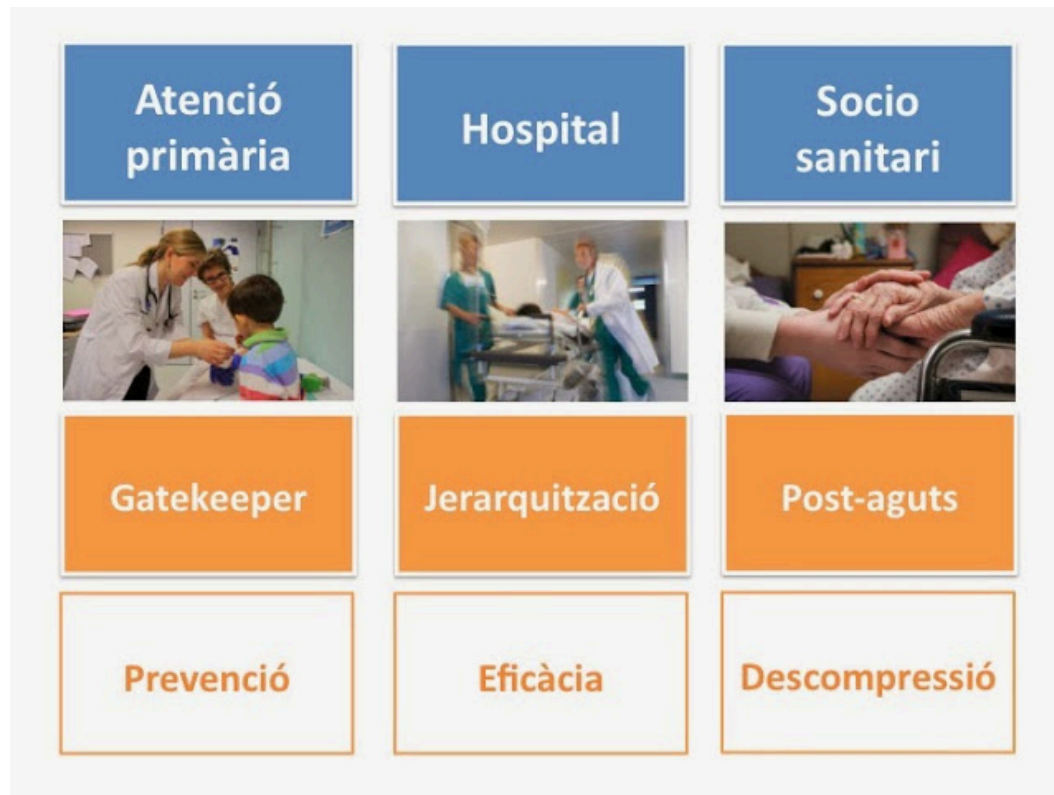 Atenció
primària
Hospital
Socio
sanitari
Gatekeeper
Jerarquització
Post-aguts
Prevenció
Eficàcia
Descompressió